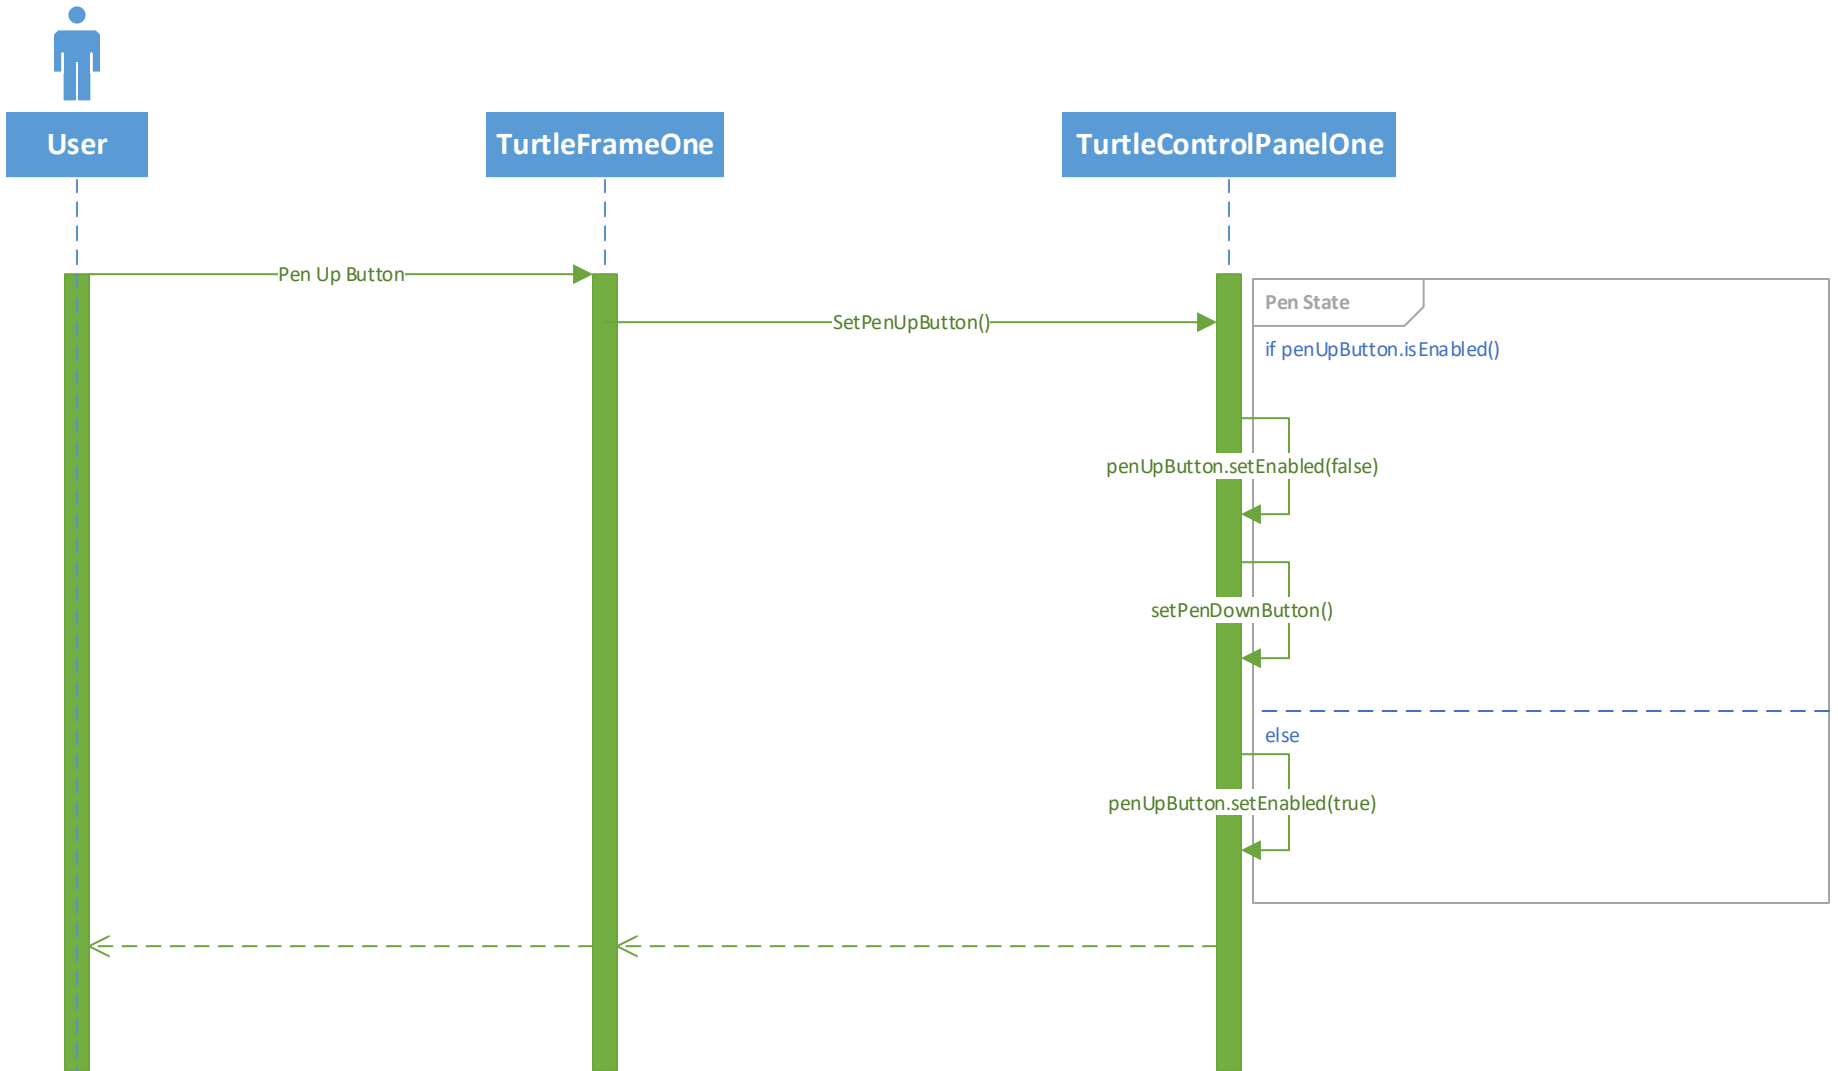 User
TurtleFrameOne
TurtleControlPanelOne
Pen Up Button
Pen State
SetPenUpButton()
if penUpButton.isEnabled()
penUpButton.setEnabled(false)
setPenDownButton()
else
penUpButton.setEnabled(true)